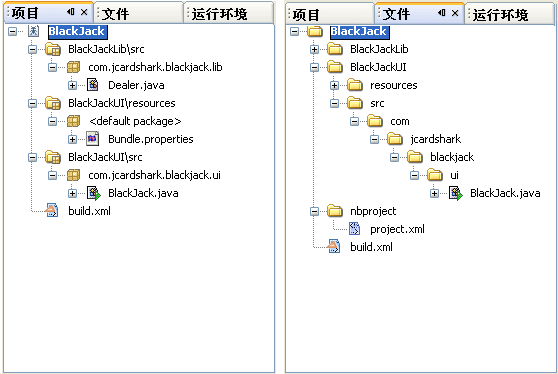 项目 文件 运行环境
BlackJack
BlackJackLib\src
com.jcardshark.blackjack.lib
Dealer.java
BlackJackUI\resources
<default package>
Bundle.properties
BlackJackUI\src
com.jcardshark.blackjack.ui
BlackJack.java
build.xml
项目 文件 运行环境
BlackJack
BlackJackLib
BlackJackUI
resources
src
com
jcardshark
blackjack
ui
BlackJack.java
nbproject
project.xml
build.xml